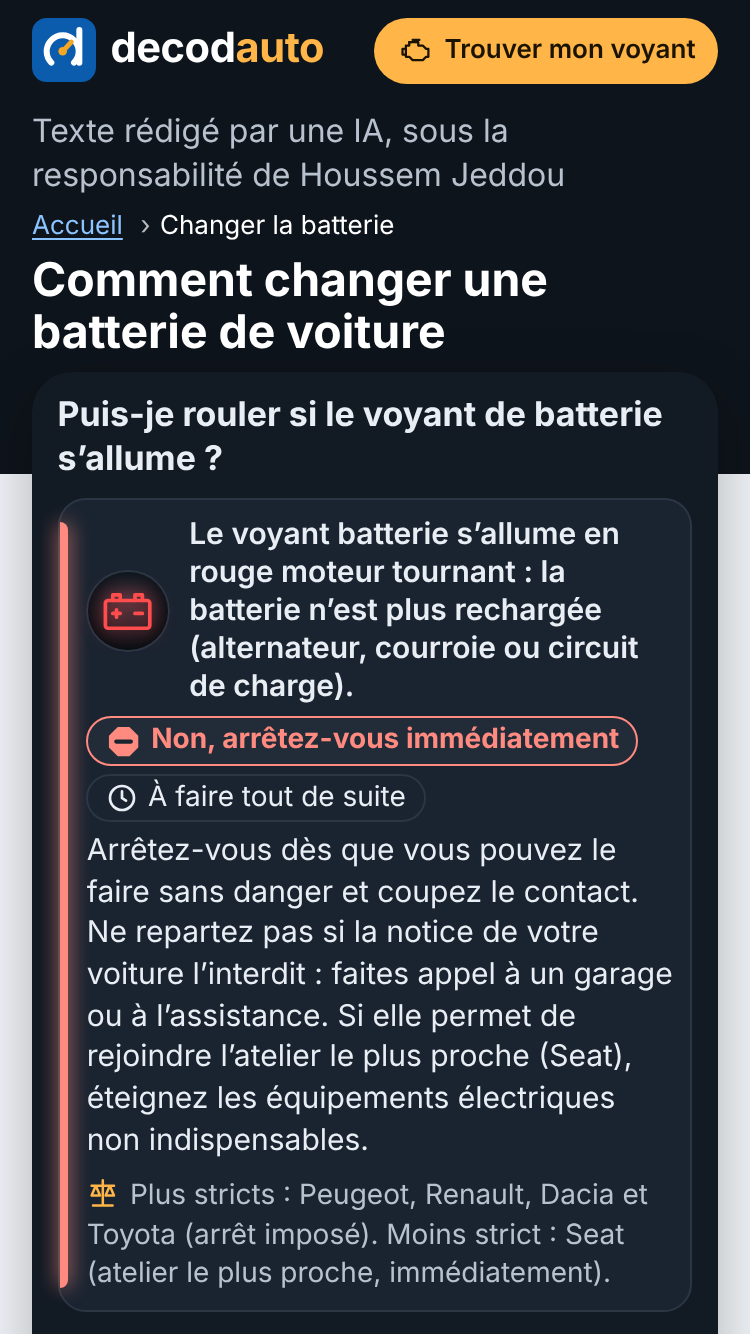 decodauto
Trouver mon voyant
Texte rédigé par une IA, sous la
responsabilité de Houssem Jeddou
Accueil › Changer la batterie
Comment changer une
batterie de voiture
Puis-je rouler si le voyant de batterie
s’allume ?
Le voyant batterie s’allume en
rouge moteur tournant : la
batterie n’est plus rechargée
(alternateur, courroie ou circuit
de charge).
Non, arrêtez-vous immédiatement
À faire tout de suite
Arrêtez-vous dès que vous pouvez le
faire sans danger et coupez le contact.
Ne repartez pas si la notice de votre
voiture l’interdit : faites appel à un garage
ou à l’assistance. Si elle permet de
rejoindre l’atelier le plus proche (Seat),
éteignez les équipements électriques
non indispensables.
Plus stricts : Peugeot, Renault, Dacia et
Toyota (arrêt imposé). Moins strict : Seat
(atelier le plus proche, immédiatement).